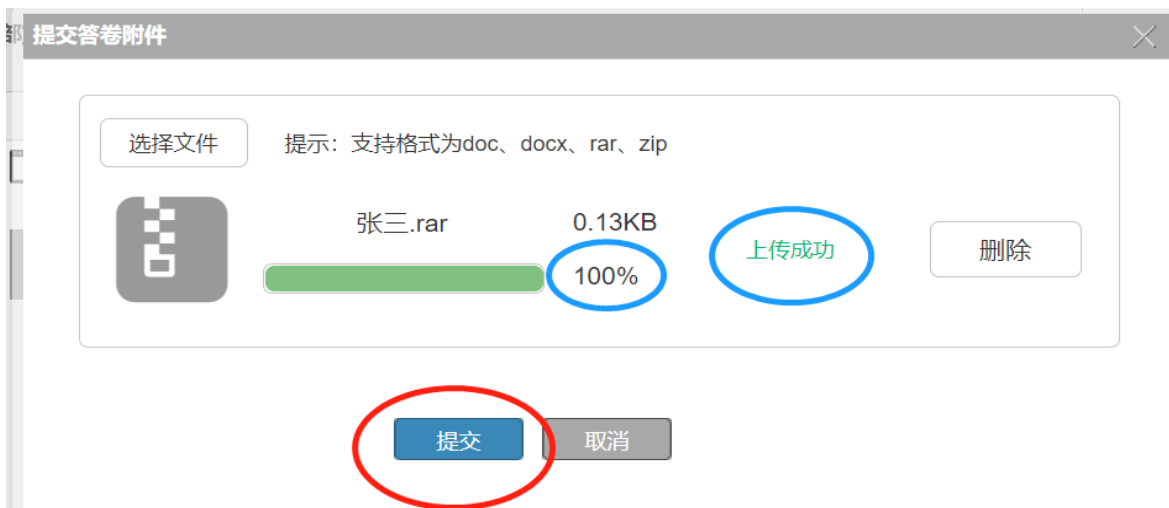 提交答卷附件
选择文件 提示：支持格式为doc、docx、rar、zip
张三.rar 0.13KB
100%
上传成功
删除
提交 取消